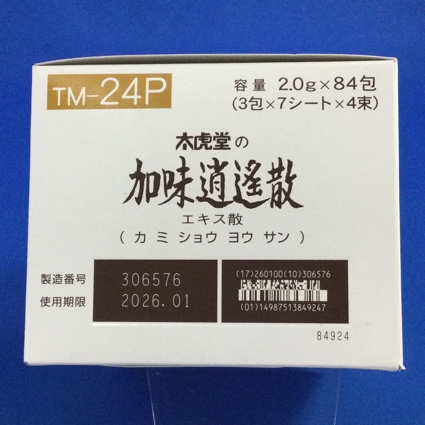 TM-24P
容量 2.0g×84包
(3包×7シート×4束)
太虎堂の
加味逍遙散
エキス散
(カミショウヨウサン)
製造番号 306576
使用期限 2026.01
(17)260100(10)306576
(01)14987513849247
84924